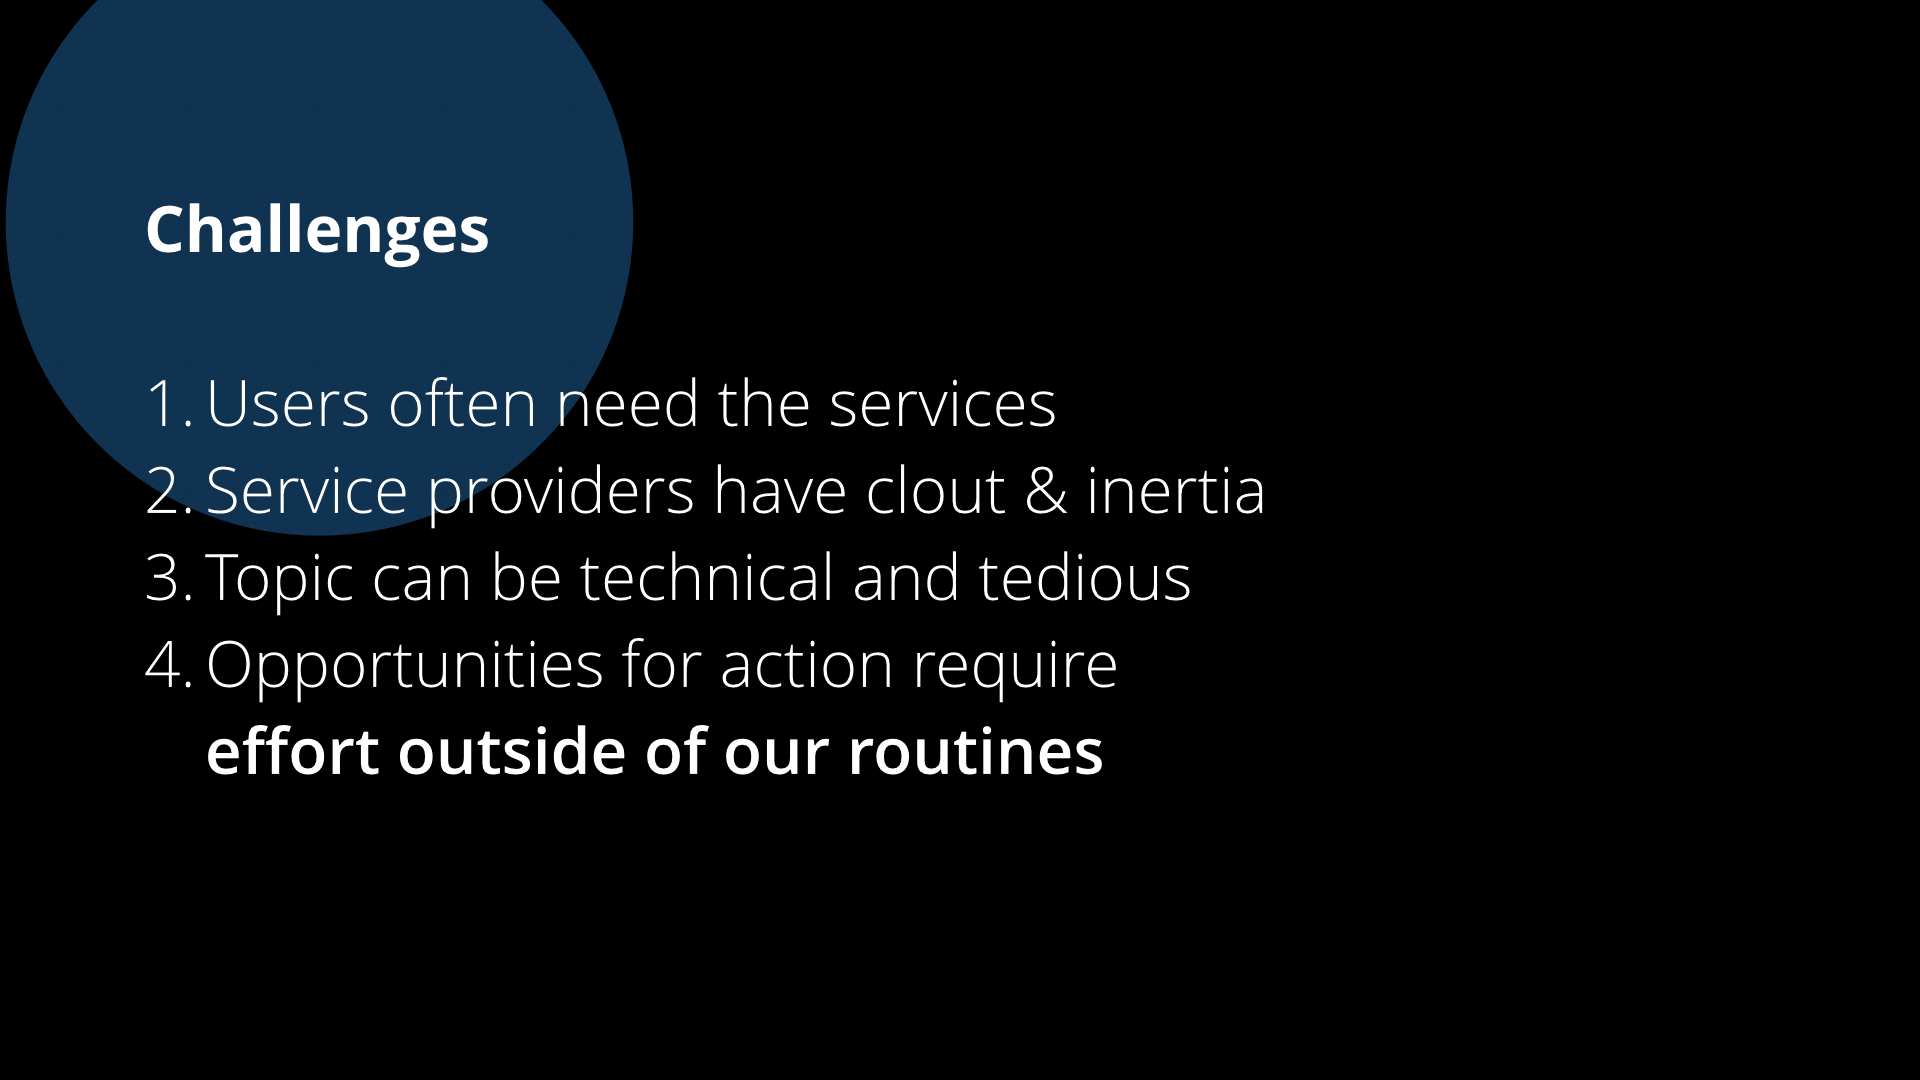 Challenges
1. Users often need the services
2. Service providers have clout & inertia
3. Topic can be technical and tedious
4. Opportunities for action require
effort outside of our routines